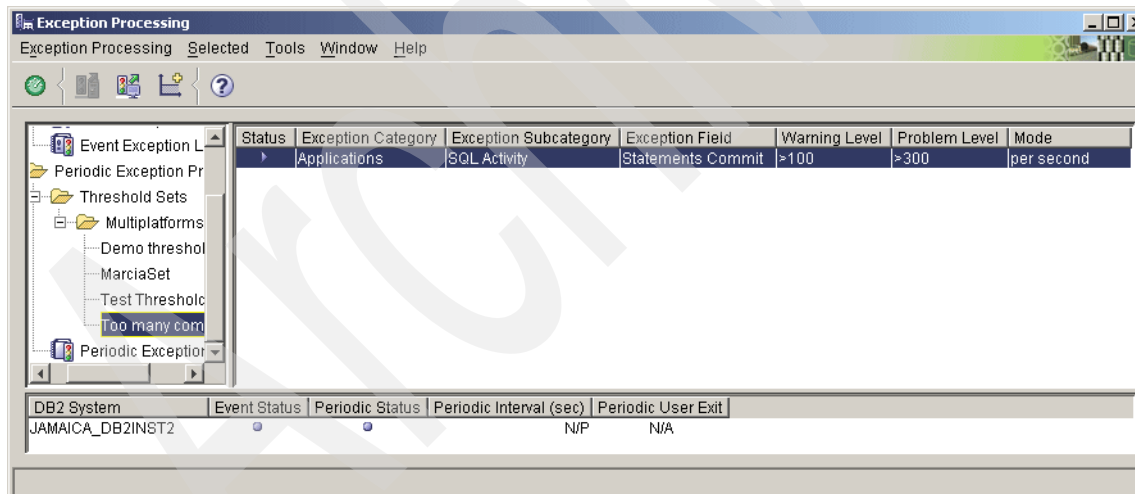 Exception Processing
Exception Processing Selected Tools Window Help
Event Exception L
Periodic Exception Pr
Threshold Sets
Multiplatforms
Demo threshol
MarciaSet
Test Threshold
Too many com
Periodic Exception
Status Exception Category Exception Subcategory Exception Field Warning Level Problem Level Mode
Applications SQL Activity Statements Commit >100 >300 per second
DB2 System Event Status Periodic Status Periodic Interval (sec) Periodic User Exit
JAMAICA_DB2INST2 N/P N/A